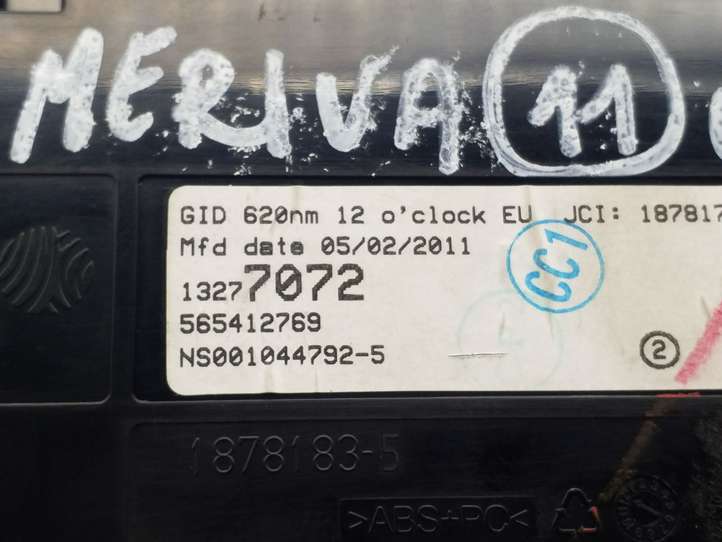 MERIVA 11
GID 620nm 12 o'clock EU JCI: 187817
Mfd date 05/02/2011
13277072
565412769
NS001044792-5
CC1
2
1878183-5
>ABS+PC<